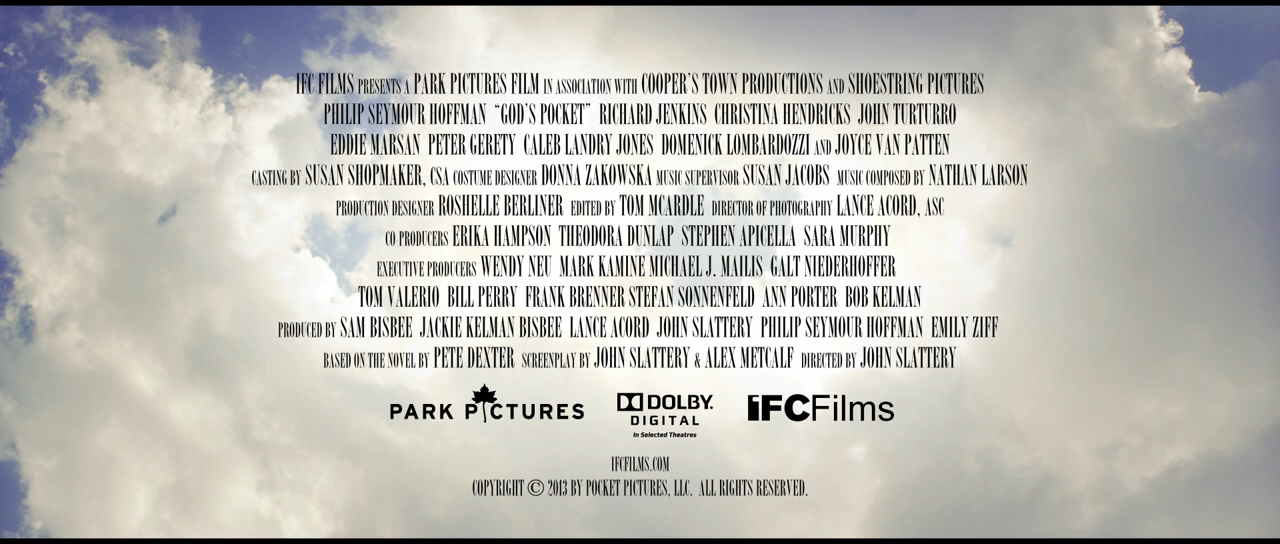 IFC FILMS PRESENTS A PARK PICTURES FILM IN ASSOCIATION WITH COOPER'S TOWN PRODUCTIONS AND SHOESTRING PICTURES
PHILIP SEYMOUR HOFFMAN "GOD'S POCKET" RICHARD JENKINS CHRISTINA HENDRICKS JOHN TURTURRO
EDDIE MARSAN PETER GERETY CALEB LANDRY JONES DOMENICK LOMBARDOZZI AND JOYCE VAN PATTEN
CASTING BY SUSAN SHOPMAKER, CSA COSTUME DESIGNER DONNA ZAKOWSKA MUSIC SUPERVISOR SUSAN JACOBS MUSIC COMPOSED BY NATHAN LARSON
PRODUCTION DESIGNER ROSHELLE BERLINER EDITED BY TOM MCARDLE DIRECTOR OF PHOTOGRAPHY LANCE ACORD, ASC
CO-PRODUCERS ERIKA HAMPSON THEODORA DUNLAP STEPHEN APICELLA SARA MURPHY
EXECUTIVE PRODUCERS WENDY NEU MARK KAMINE MICHAEL J. MAILIS GALT NIEDERHOFFER
TOM VALERIO BILL PERRY FRANK BRENNER STEFAN SONNENFELD ANN PORTER BOB KELMAN
PRODUCED BY SAM BISBEE JACKIE KELMAN BISBEE LANCE ACORD JOHN SLATTERY PHILIP SEYMOUR HOFFMAN EMILY ZIFF
BASED ON THE NOVEL BY PETE DEXTER SCREENPLAY BY JOHN SLATTERY & ALEX METCALF DIRECTED BY JOHN SLATTERY
PARK PICTURES DOLBY. IFC Films
DIGITAL
In Selected Theatres
IFCFILMS.COM
COPYRIGHT © 2013 BY POCKET PICTURES, LLC. ALL RIGHTS RESERVED.